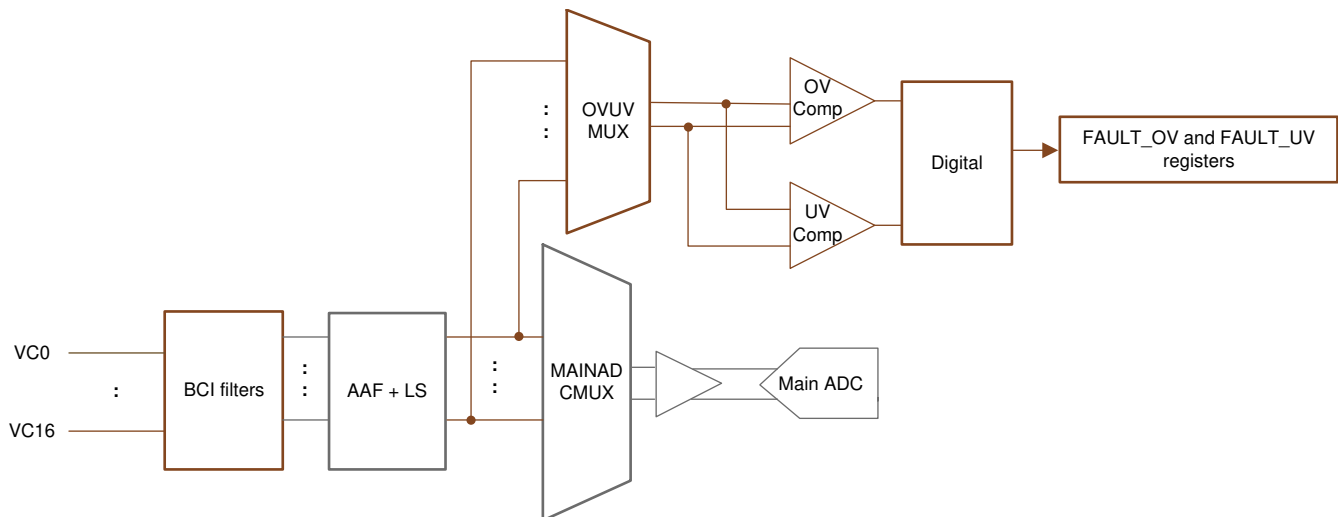 OVUV
MUX
OV
Comp
UV
Comp
Digital
FAULT_OV and FAULT_UV
registers
VC0
:
VC16
BCI filters
:
:
AAF + LS
:
:
:
:
MAINAD
CMUX
Main ADC